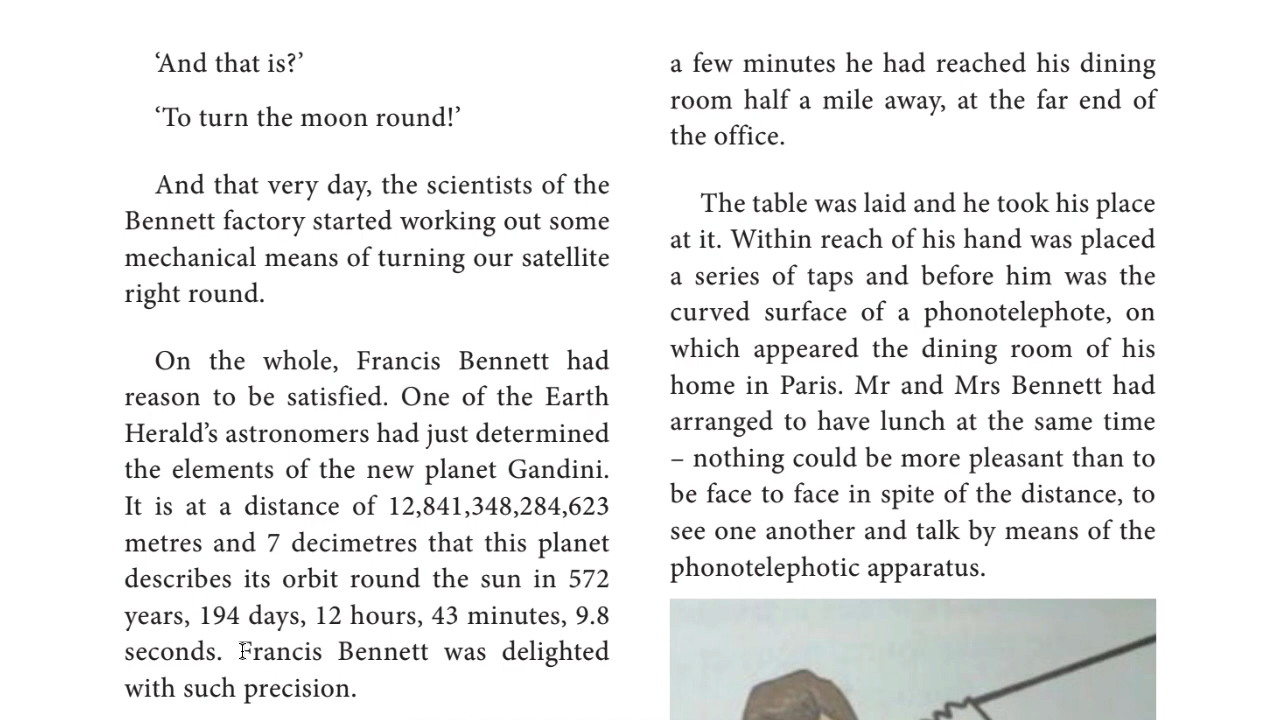 ‘And that is?’
‘To turn the moon round!’
And that very day, the scientists of the
Bennett factory started working out some
mechanical means of turning our satellite
right round.
On the whole, Francis Bennett had
reason to be satisfied. One of the Earth
Herald’s astronomers had just determined
the elements of the new planet Gandini.
It is at a distance of 12,841,348,284,623
metres and 7 decimetres that this planet
describes its orbit round the sun in 572
years, 194 days, 12 hours, 43 minutes, 9.8
seconds. Francis Bennett was delighted
with such precision.
a few minutes he had reached his dining
room half a mile away, at the far end of
the office.
The table was laid and he took his place
at it. Within reach of his hand was placed
a series of taps and before him was the
curved surface of a phonotelephote, on
which appeared the dining room of his
home in Paris. Mr and Mrs Bennett had
arranged to have lunch at the same time
– nothing could be more pleasant than to
be face to face in spite of the distance, to
see one another and talk by means of the
phonotelephotic apparatus.